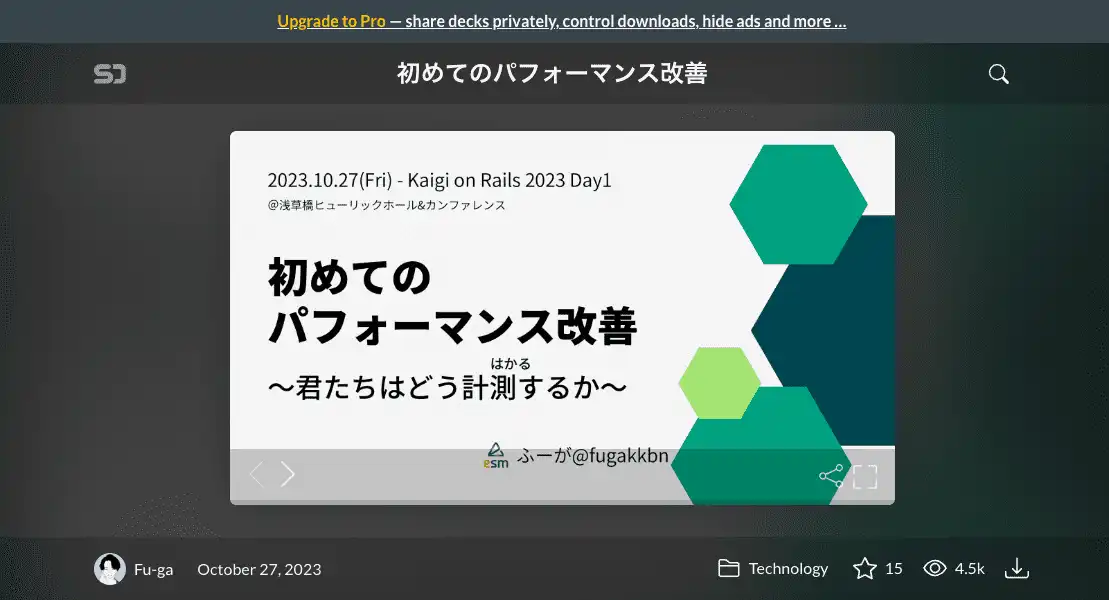 Upgrade to Pro — share decks privately, control downloads, hide ads and more …
初めてのパフォーマンス改善
2023.10.27(Fri) - Kaigi on Rails 2023 Day1
@浅草橋ヒューリックホール&カンファレンス
初めての
パフォーマンス改善
はかる
〜君たちはどう計測するか〜
esm ふーが@fugakkbn
Fu-ga October 27, 2023 Technology 15 4.5k